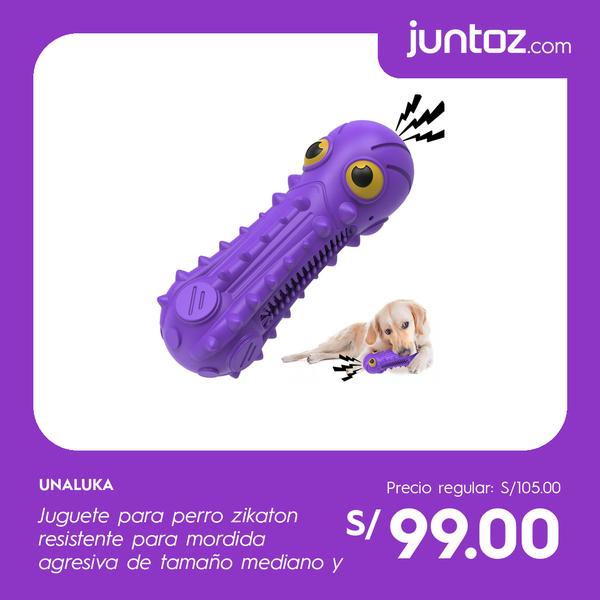 juntoz.com
UNALUKA
Juguete para perro zikaton
resistente para mordida
agresiva de tamaño mediano y
Precio regular: S/105.00
S/ 99.00